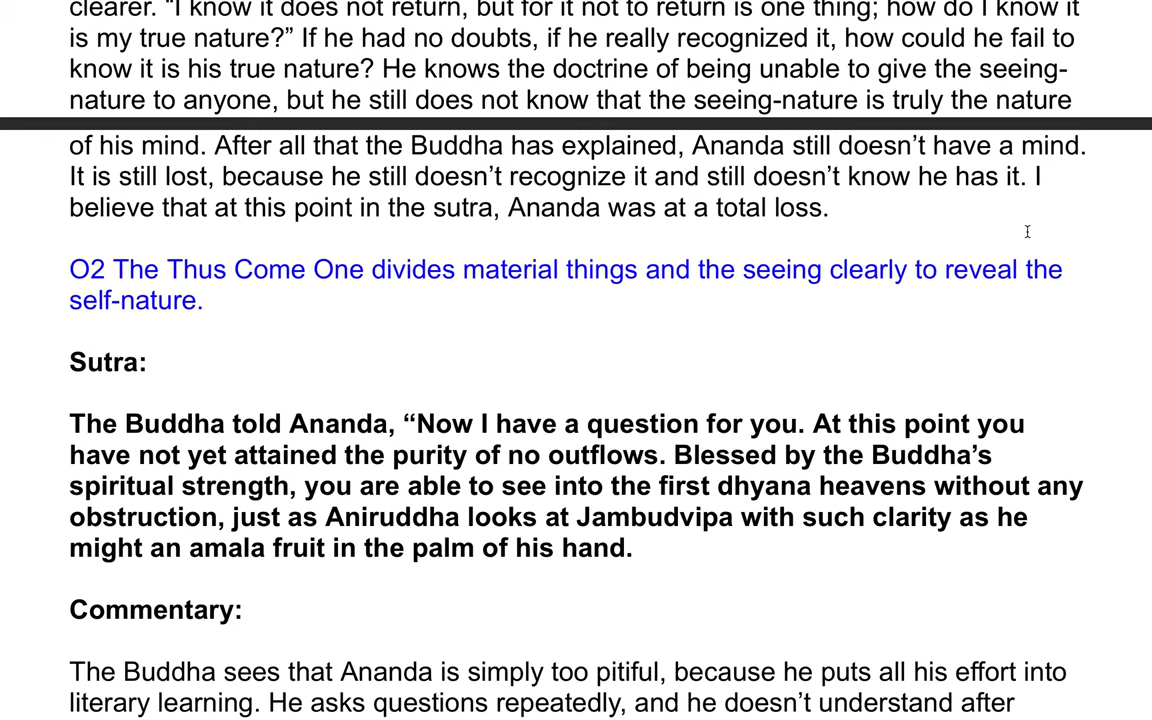 clearer. “I know it does not return, but for it not to return is one thing; how do I know it
is my true nature?” If he had no doubts, if he really recognized it, how could he fail to
know it is his true nature? He knows the doctrine of being unable to give the seeing-
nature to anyone, but he still does not know that the seeing-nature is truly the nature
of his mind. After all that the Buddha has explained, Ananda still doesn’t have a mind.
It is still lost, because he still doesn’t recognize it and still doesn’t know he has it. I
believe that at this point in the sutra, Ananda was at a total loss.
O2 The Thus Come One divides material things and the seeing clearly to reveal the
self-nature.
Sutra:
The Buddha told Ananda, “Now I have a question for you. At this point you
have not yet attained the purity of no outflows. Blessed by the Buddha’s
spiritual strength, you are able to see into the first dhyana heavens without any
obstruction, just as Aniruddha looks at Jambudvipa with such clarity as he
might an amala fruit in the palm of his hand.
Commentary:
The Buddha sees that Ananda is simply too pitiful, because he puts all his effort into
literary learning. He asks questions repeatedly, and he doesn’t understand after